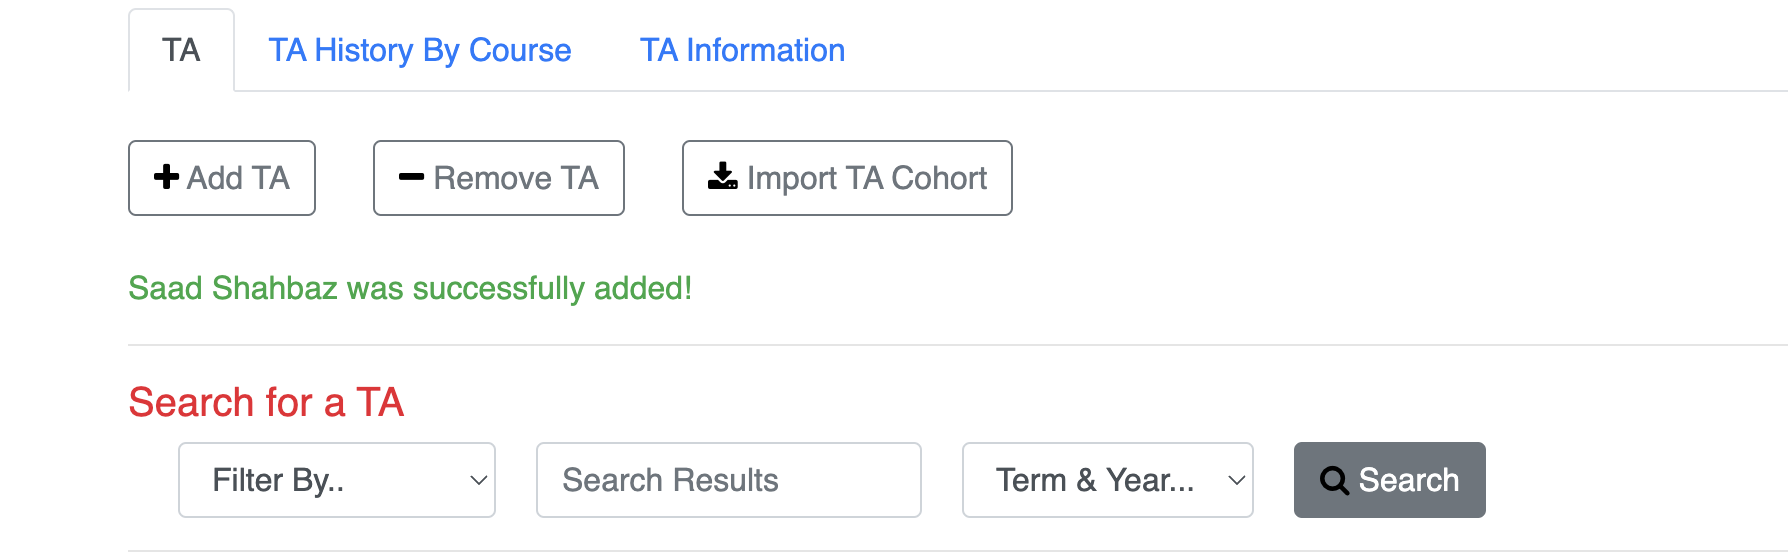 TA TA History By Course TA Information
Add TA Remove TA Import TA Cohort
Saad Shahbaz was successfully added!
Search for a TA
Filter By.. Search Results Term & Year... Search